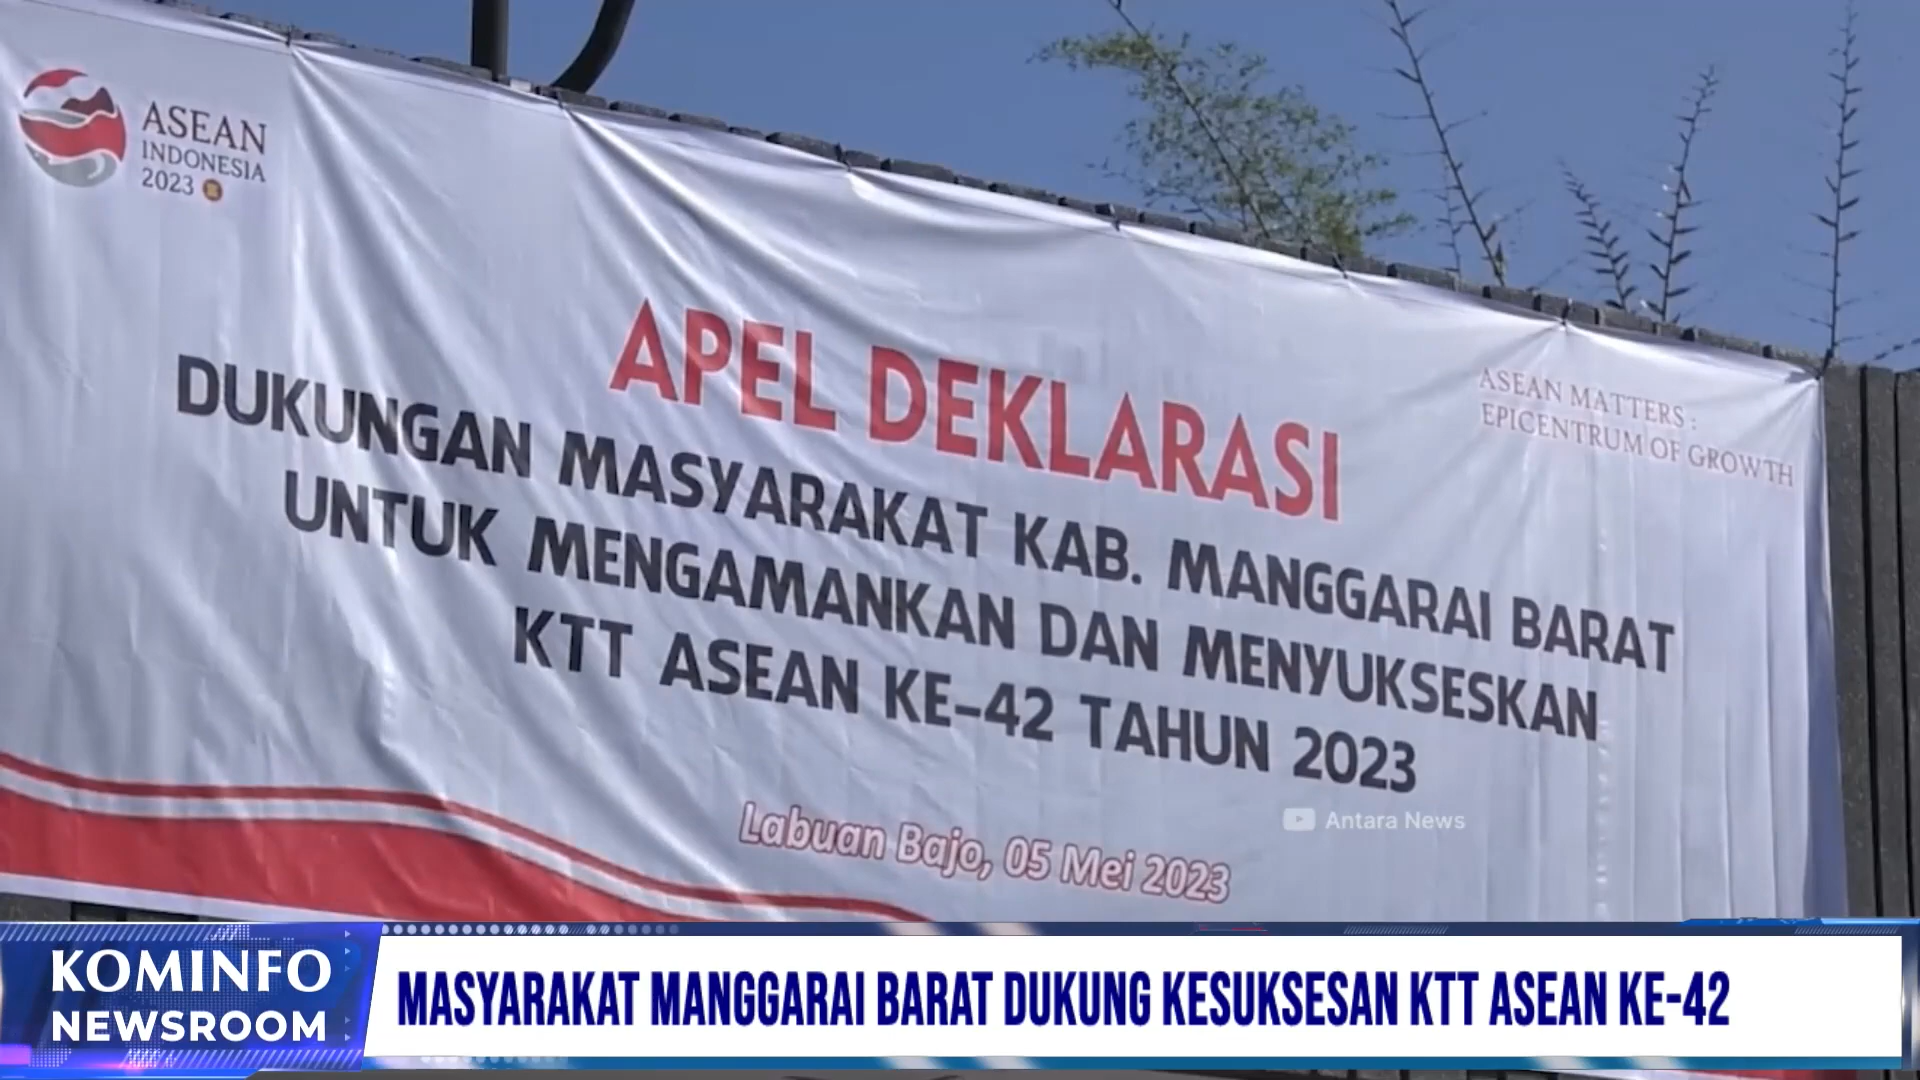 ASEAN
INDONESIA
2023
ASEAN MATTERS :
EPICENTRUM OF GROWTH
APEL DEKLARASI
DUKUNGAN MASYARAKAT KAB. MANGGARAI BARAT
UNTUK MENGAMANKAN DAN MENYUKSESKAN
KTT ASEAN KE-42 TAHUN 2023
Labuan Bajo, 05 Mei 2023
Antara News
KOMINFO
NEWSROOM
MASYARAKAT MANGGARAI BARAT DUKUNG KESUKSESAN KTT ASEAN KE-42